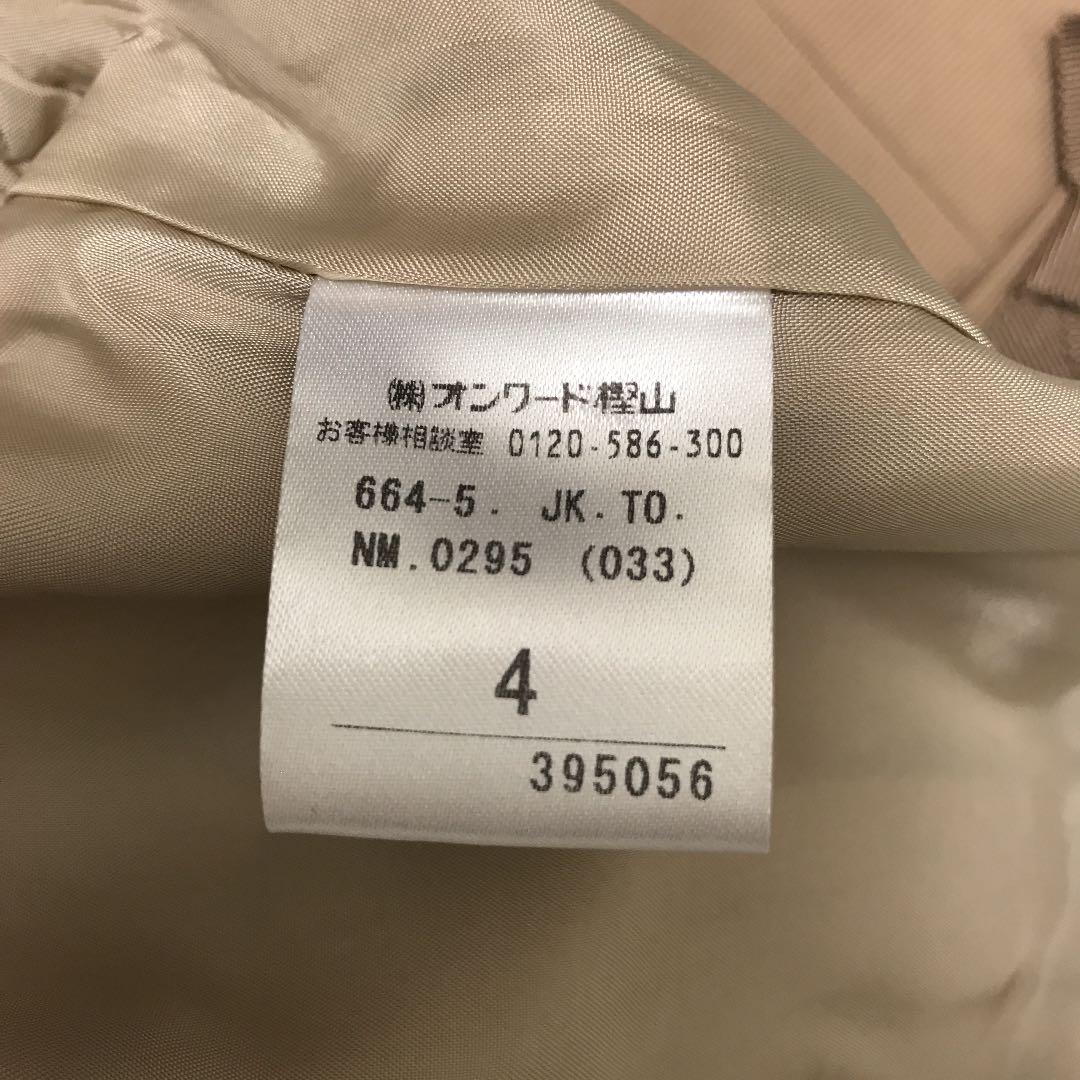 ㈱オンワード樫山
お客様相談室 0120-586-300
664-5. JK.TO.
NM.0295 (033)
4
395056